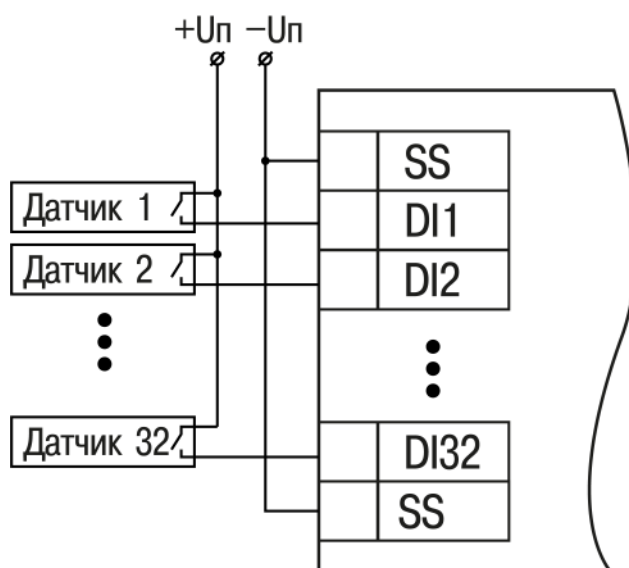 +Uп −Uп
SS
Датчик 1
DI1
Датчик 2
DI2
Датчик 32
DI32
SS